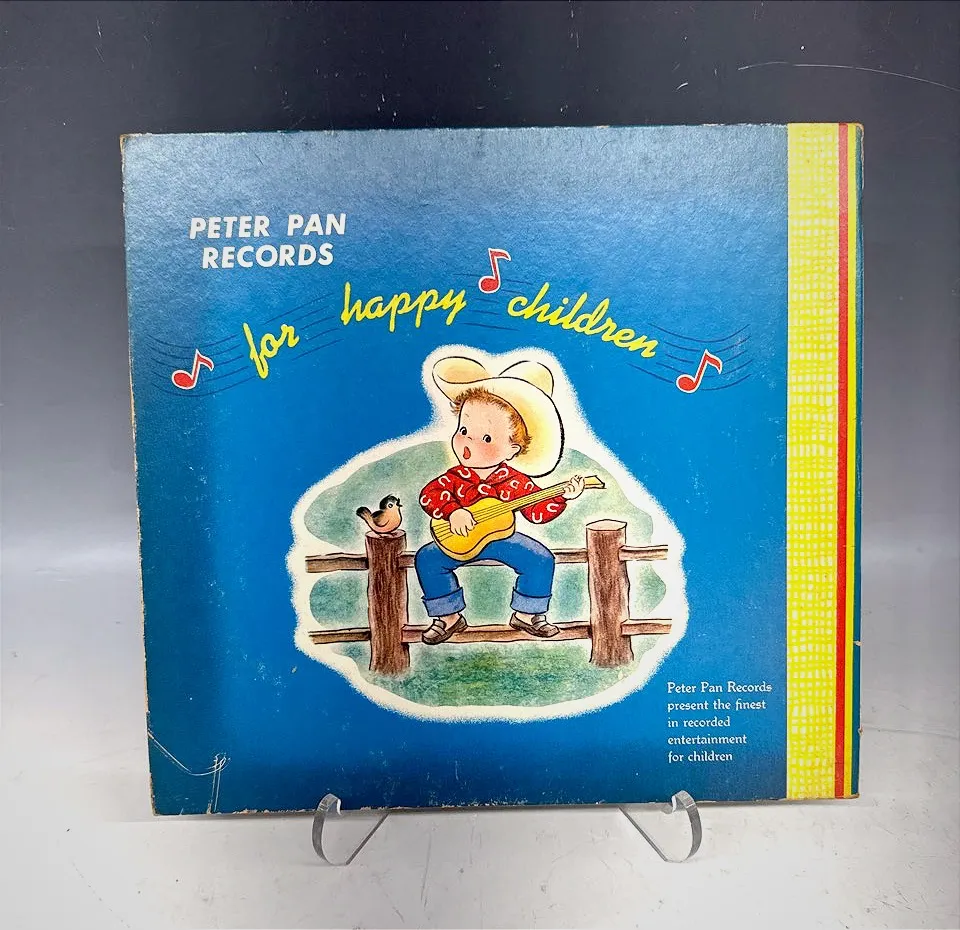 PETER PAN
RECORDS
for happy children
Peter Pan Records
present the finest
in recorded
entertainment
for children